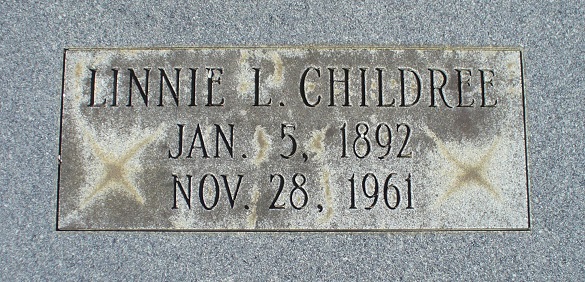 LINNIE L. CHILDREE
JAN. 5, 1892
NOV. 28, 1961